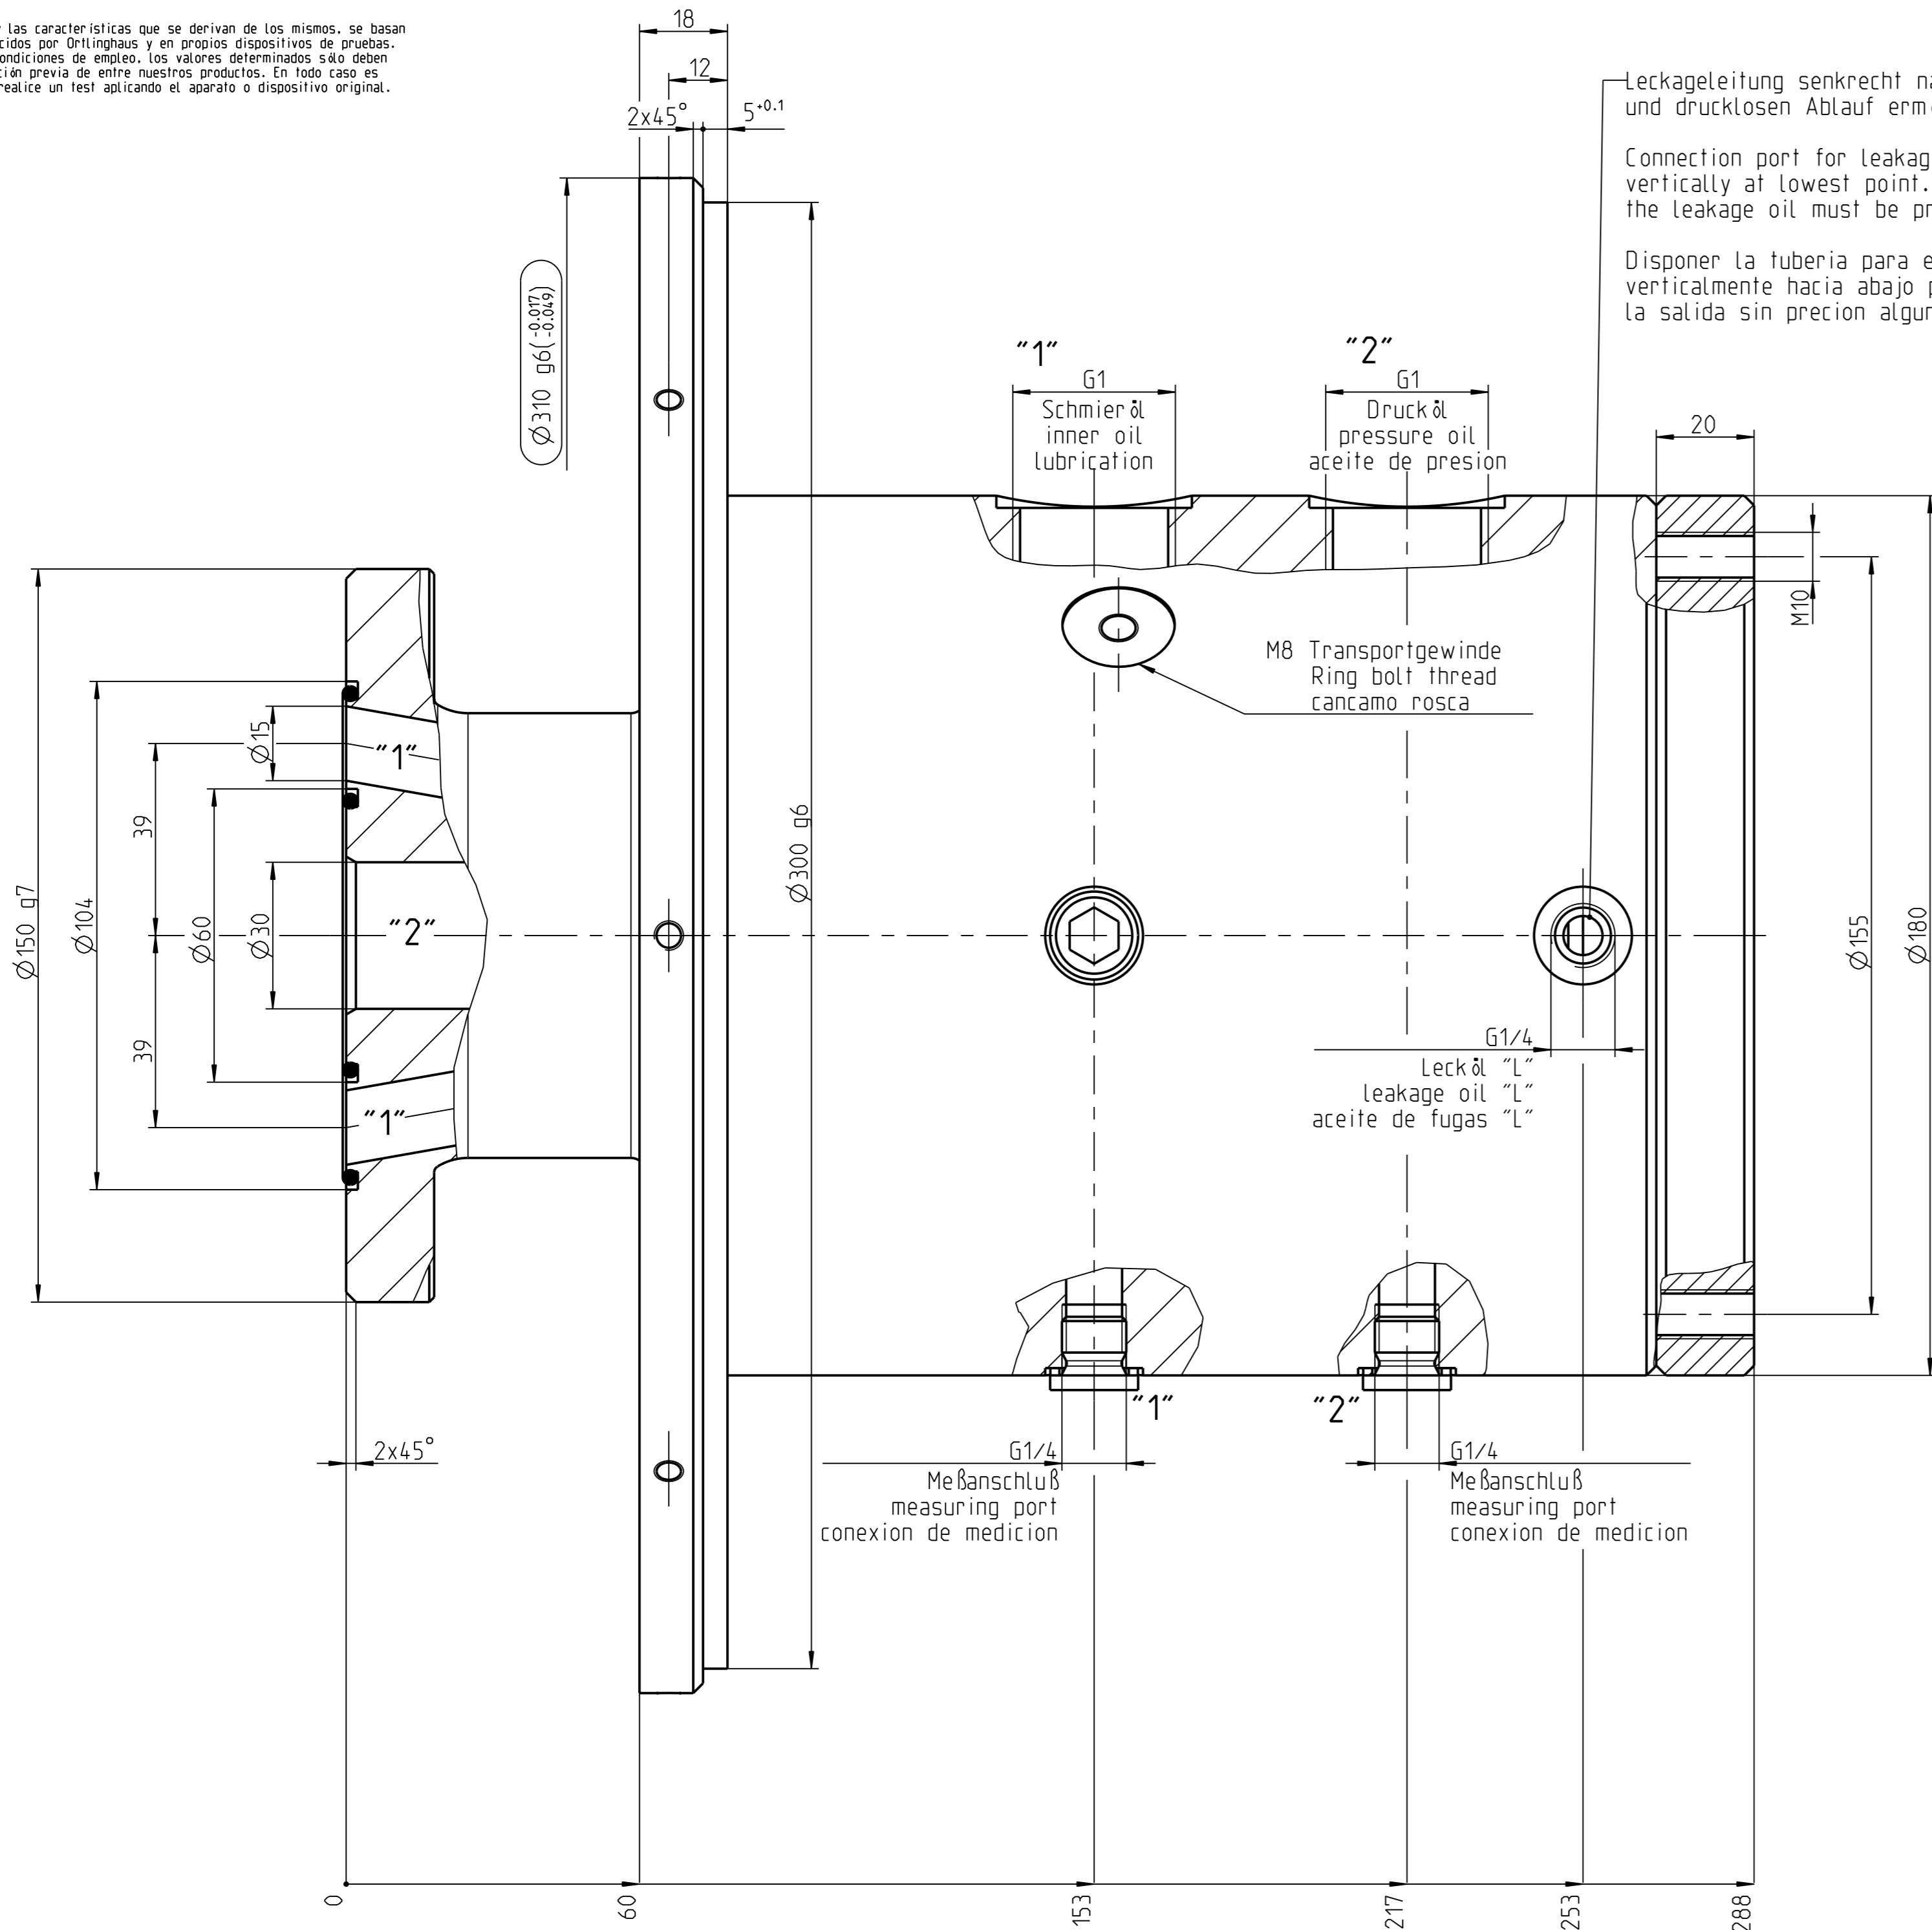 las características que se derivan de los mismos, se basan
por Ortlinghaus y en propios dispositivos de pruebas.
de empleo, los valores determinados sólo deben
previa de entre nuestros productos. En todo caso es
realice un test aplicando el aparato o dispositivo original.
18
12
2x45° 5+0.1
Leckageleitung senkrecht
und drucklosen Ablauf
Connection port for
vertically at lowest point.
the leakage oil must be
Disponer la tuberia para
verticalmente hacia abajo
la salida sin precion
Ø310 g6(-0.017 -0.049)
"1" "2"
G1 G1
Schmieröl
inner oil
lubrication
Drucköl
pressure oil
aceite de presion
20
M10
M8 Transportgewinde
Ring bolt thread
cancamo rosca
Ø15
"1"
39
Ø300 g6
Ø150 g7
Ø104
Ø60
Ø30
"2"
Ø155
Ø180
39
"1"
G1/4
Lecköl "L"
leakage oil "L"
aceite de fugas "L"
"1" "2"
2x45°
G1/4
Meßanschluß
measuring port
conexion de medicion
G1/4
Meßanschluß
measuring port
conexion de medicion
0 60 153 217 253 288